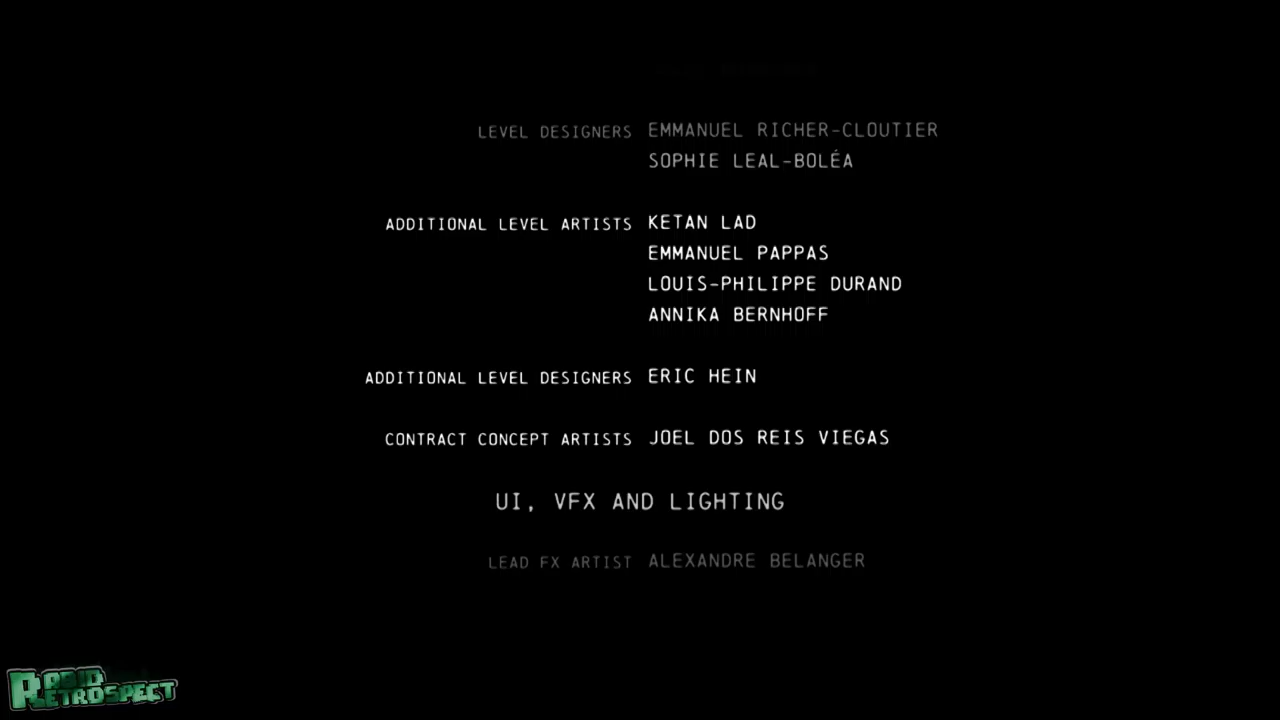 LEVEL DESIGNERS EMMANUEL RICHER-CLOUTIER
SOPHIE LEAL-BOLÉA
ADDITIONAL LEVEL ARTISTS KETAN LAD
EMMANUEL PAPPAS
LOUIS-PHILIPPE DURAND
ANNIKA BERNHOFF
ADDITIONAL LEVEL DESIGNERS ERIC HEIN
CONTRACT CONCEPT ARTISTS JOEL DOS REIS VIEGAS
UI, VFX AND LIGHTING
LEAD FX ARTIST ALEXANDRE BELANGER
RABID
RETROSPECT